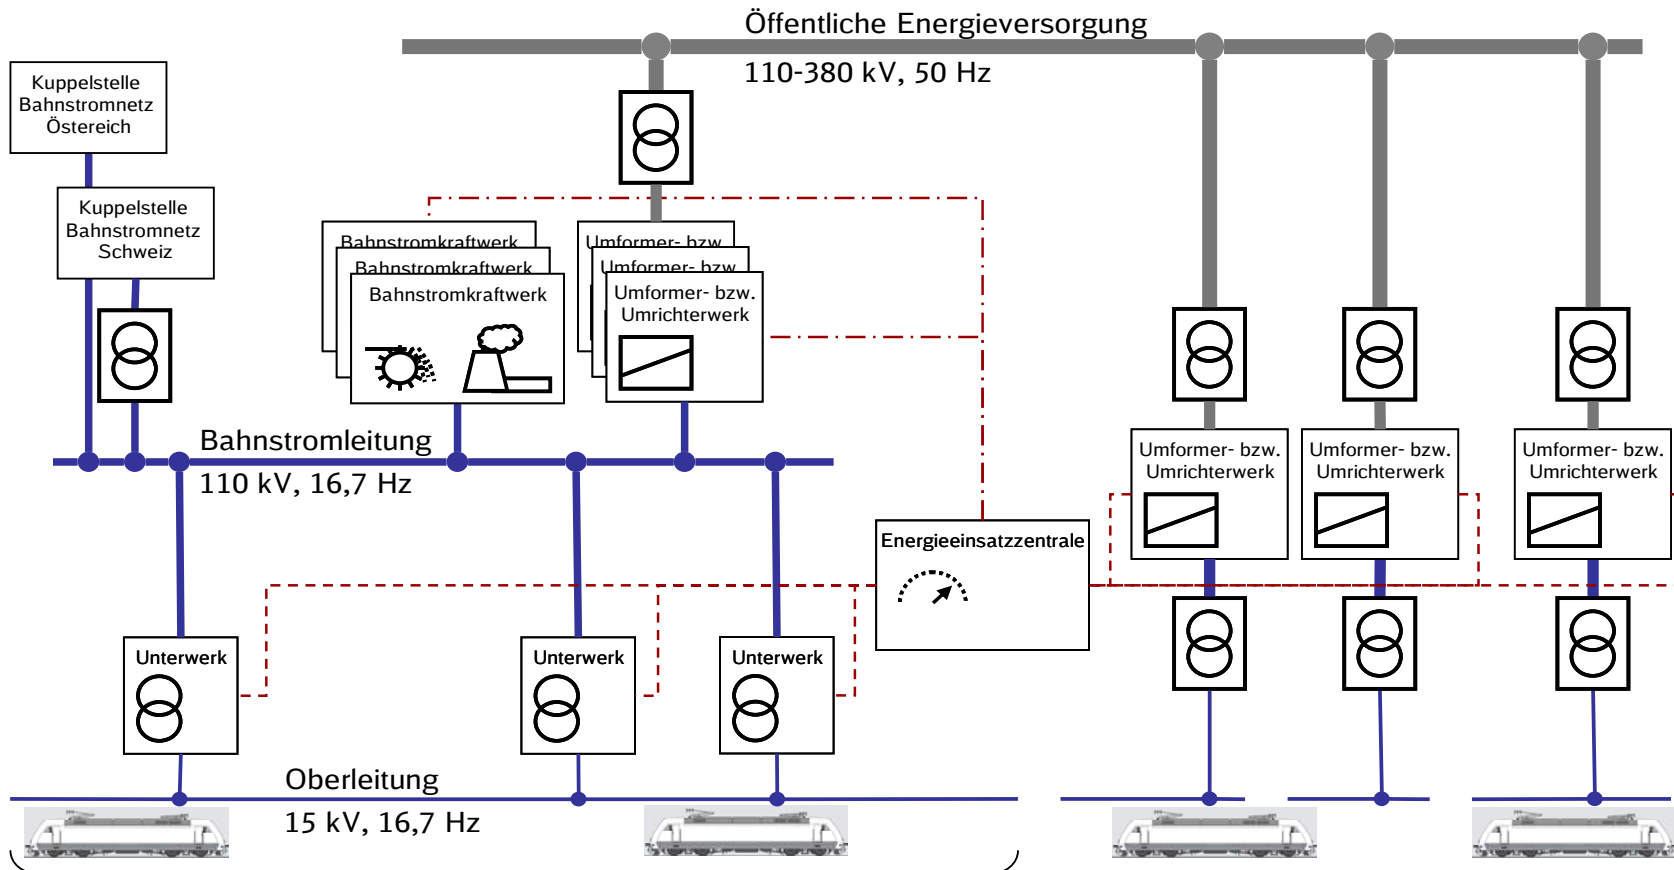 Öffentliche Energieversorgung
110-380 kV, 50 Hz
Kuppelstelle
Bahnstromnetz
Östereich
Kuppelstelle
Bahnstromnetz
Schweiz
Bahnstromkraftwerk
Bahnstromkraftwerk
Bahnstromkraftwerk
Umformer- bzw.
Umformer- bzw.
Umformer- bzw.
Umrichterwerk
Bahnstromleitung
110 kV, 16,7 Hz
Umformer- bzw.
Umrichterwerk
Umformer- bzw.
Umrichterwerk
Umformer- bzw.
Umrichterwerk
Energieeinsatzzentrale
Unterwerk
Unterwerk
Unterwerk
Oberleitung
15 kV, 16,7 Hz